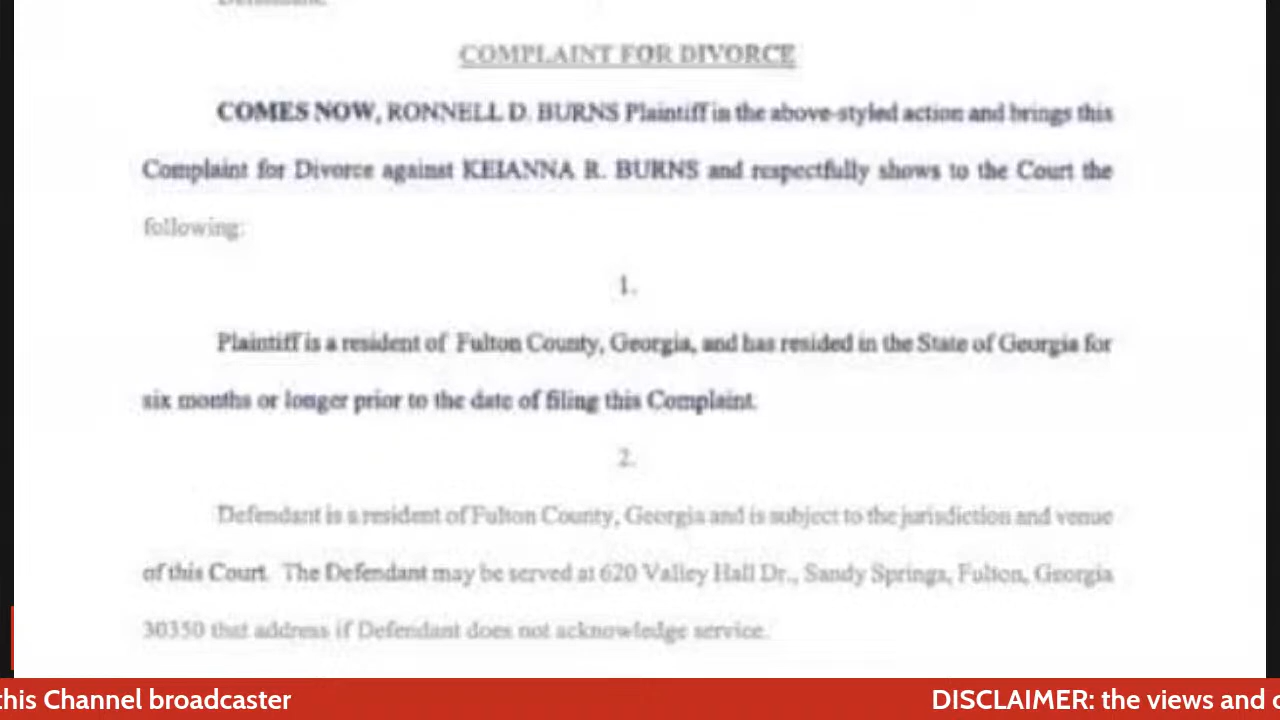 Defendant.
COMPLAINT FOR DIVORCE
COMES NOW, RONNELL D. BURNS Plaintiff in the above-styled action and brings this
Complaint for Divorce against KEIANNA R. BURNS and respectfully shows to the Court the
following:
1.
Plaintiff is a resident of Fulton County, Georgia, and has resided in the State of Georgia for
six months or longer prior to the date of filing this Complaint.
2.
Defendant is a resident of Fulton County, Georgia and is subject to the jurisdiction and venue
of this Court. The Defendant may be served at 620 Valley Hall Dr., Sandy Springs, Fulton, Georgia
30350 that address if Defendant does not acknowledge service.
this Channel broadcaster DISCLAIMER: the views and